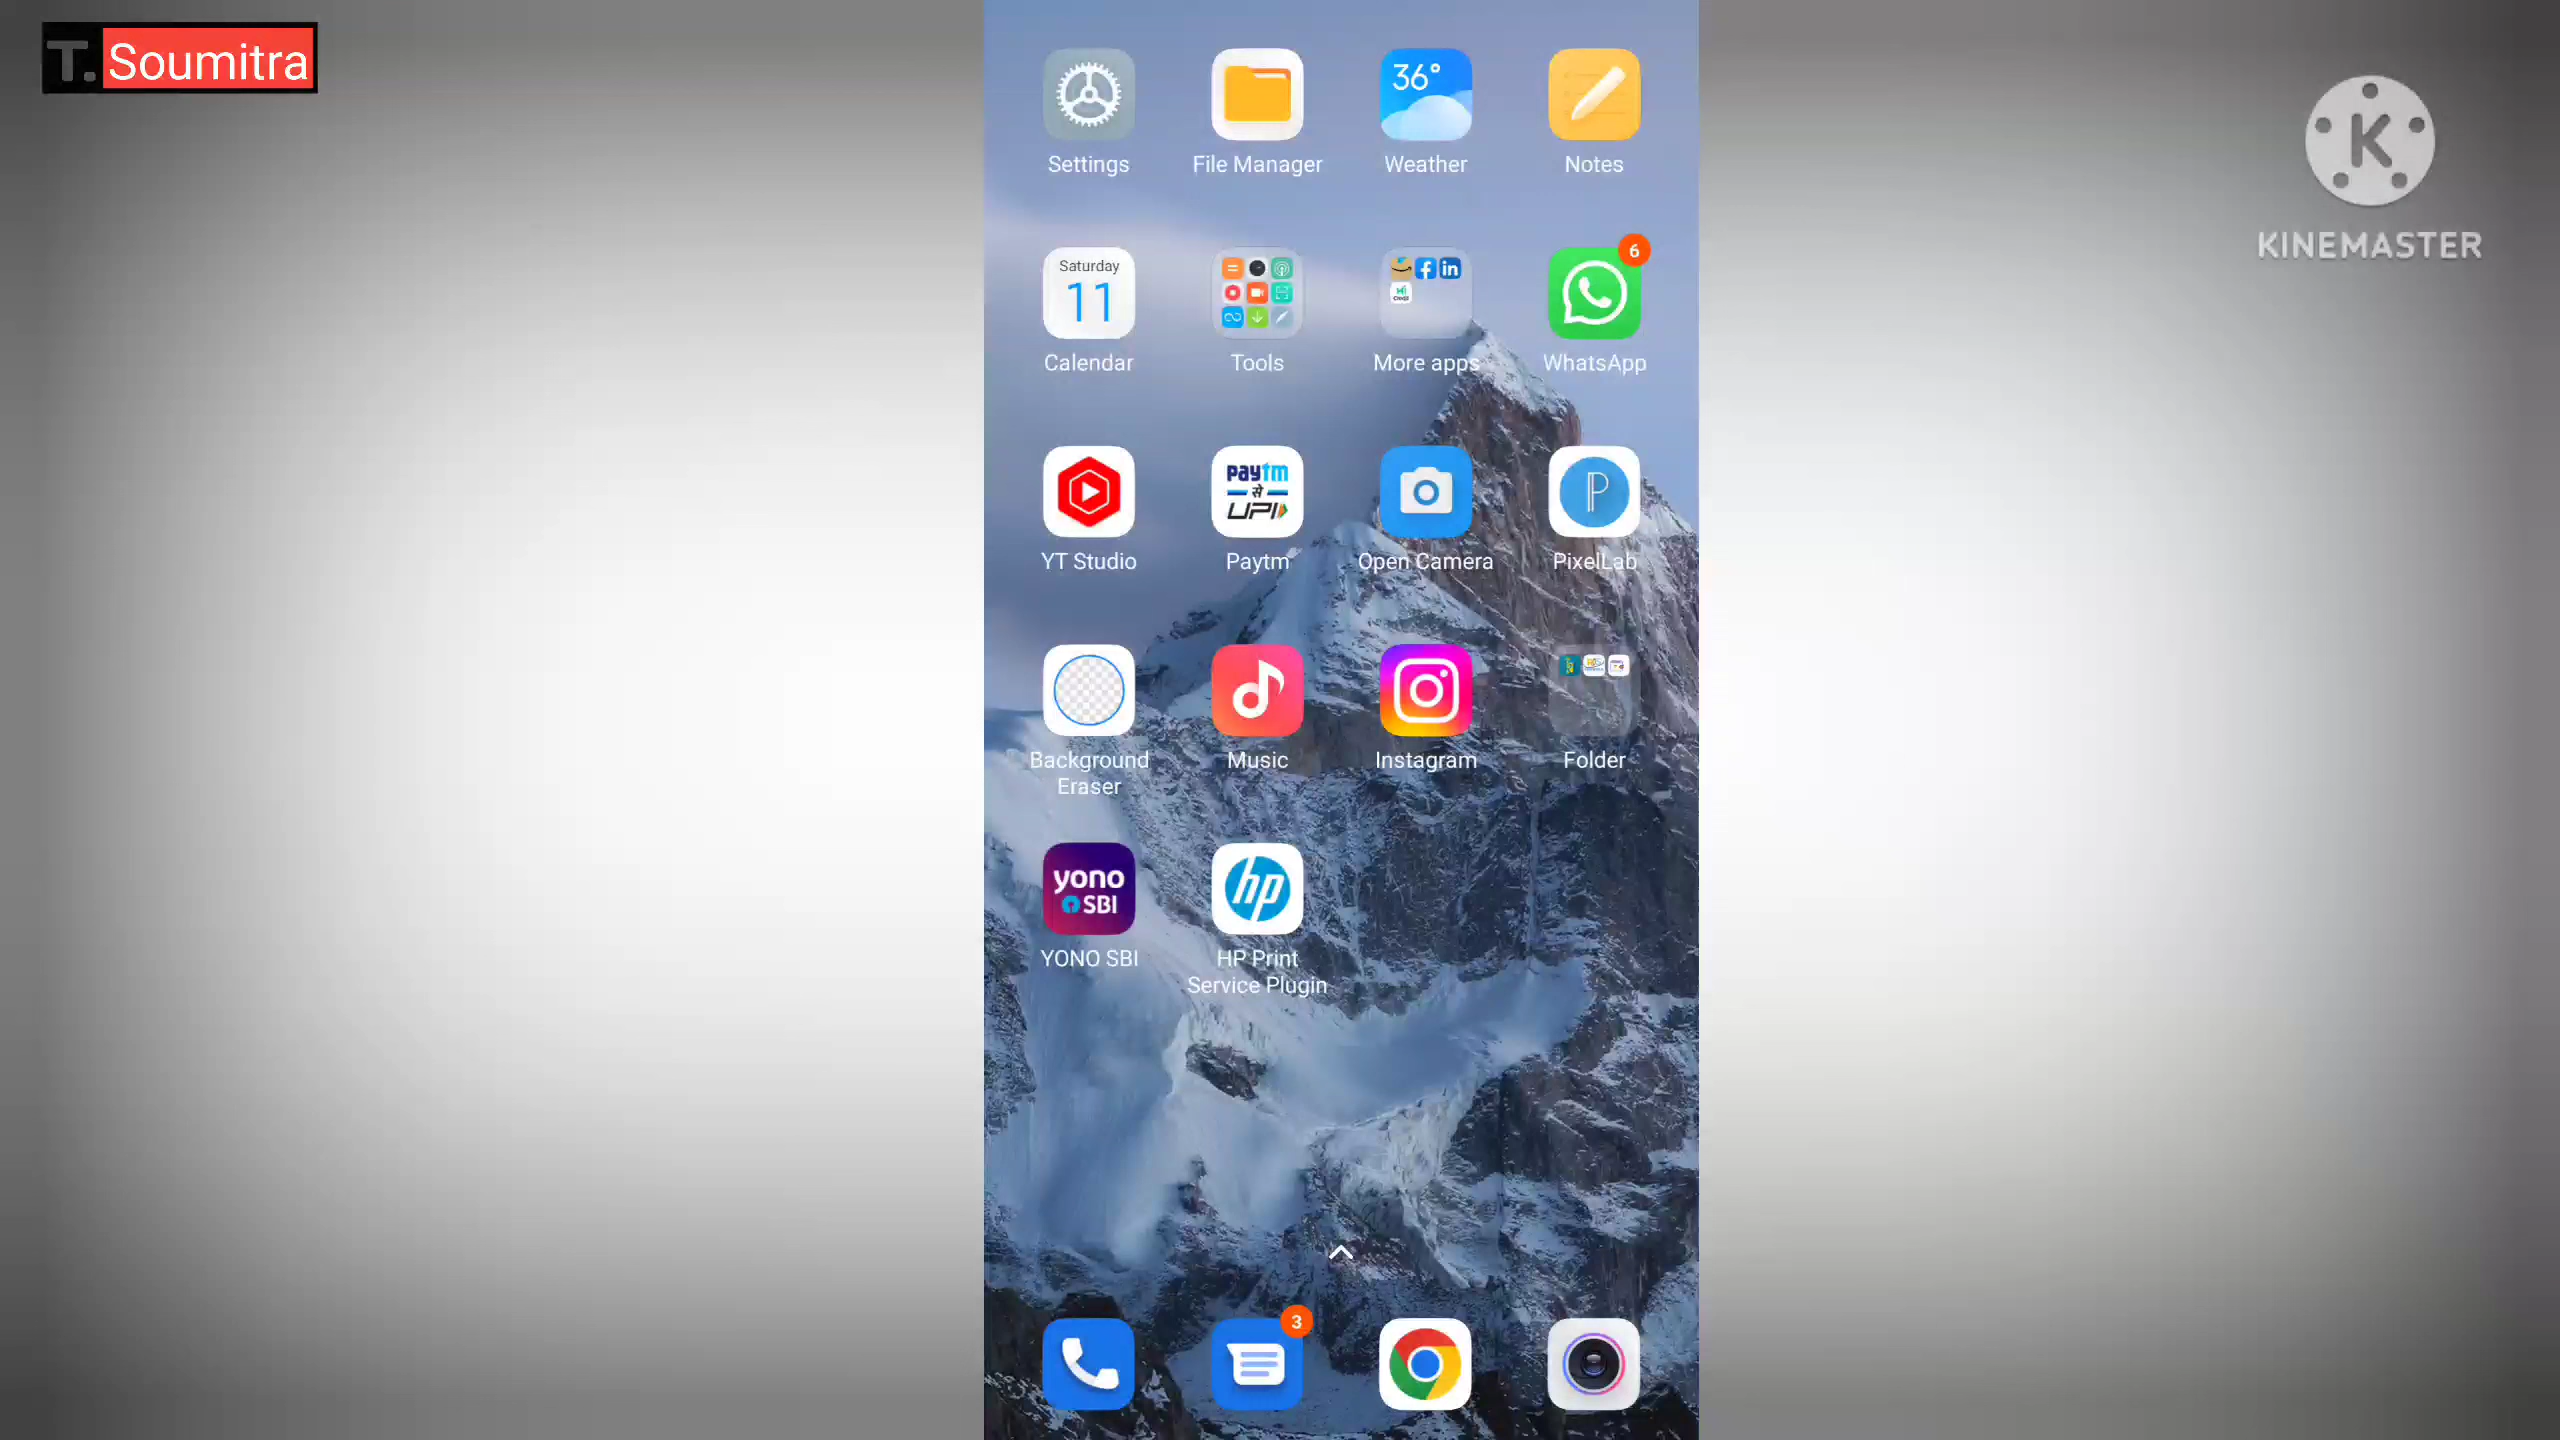 T. Soumitra
K
KINEMASTER
36°
Settings
File Manager
Weather
Notes
Saturday
11
6
Calendar
Tools
More apps
WhatsApp
paytm
से
UPI
P
YT Studio
Paytm
Open Camera
PixelLab
Background
Eraser
Music
Instagram
Folder
yono
SBI
hp
YONO SBI
HP Print
Service Plugin
3